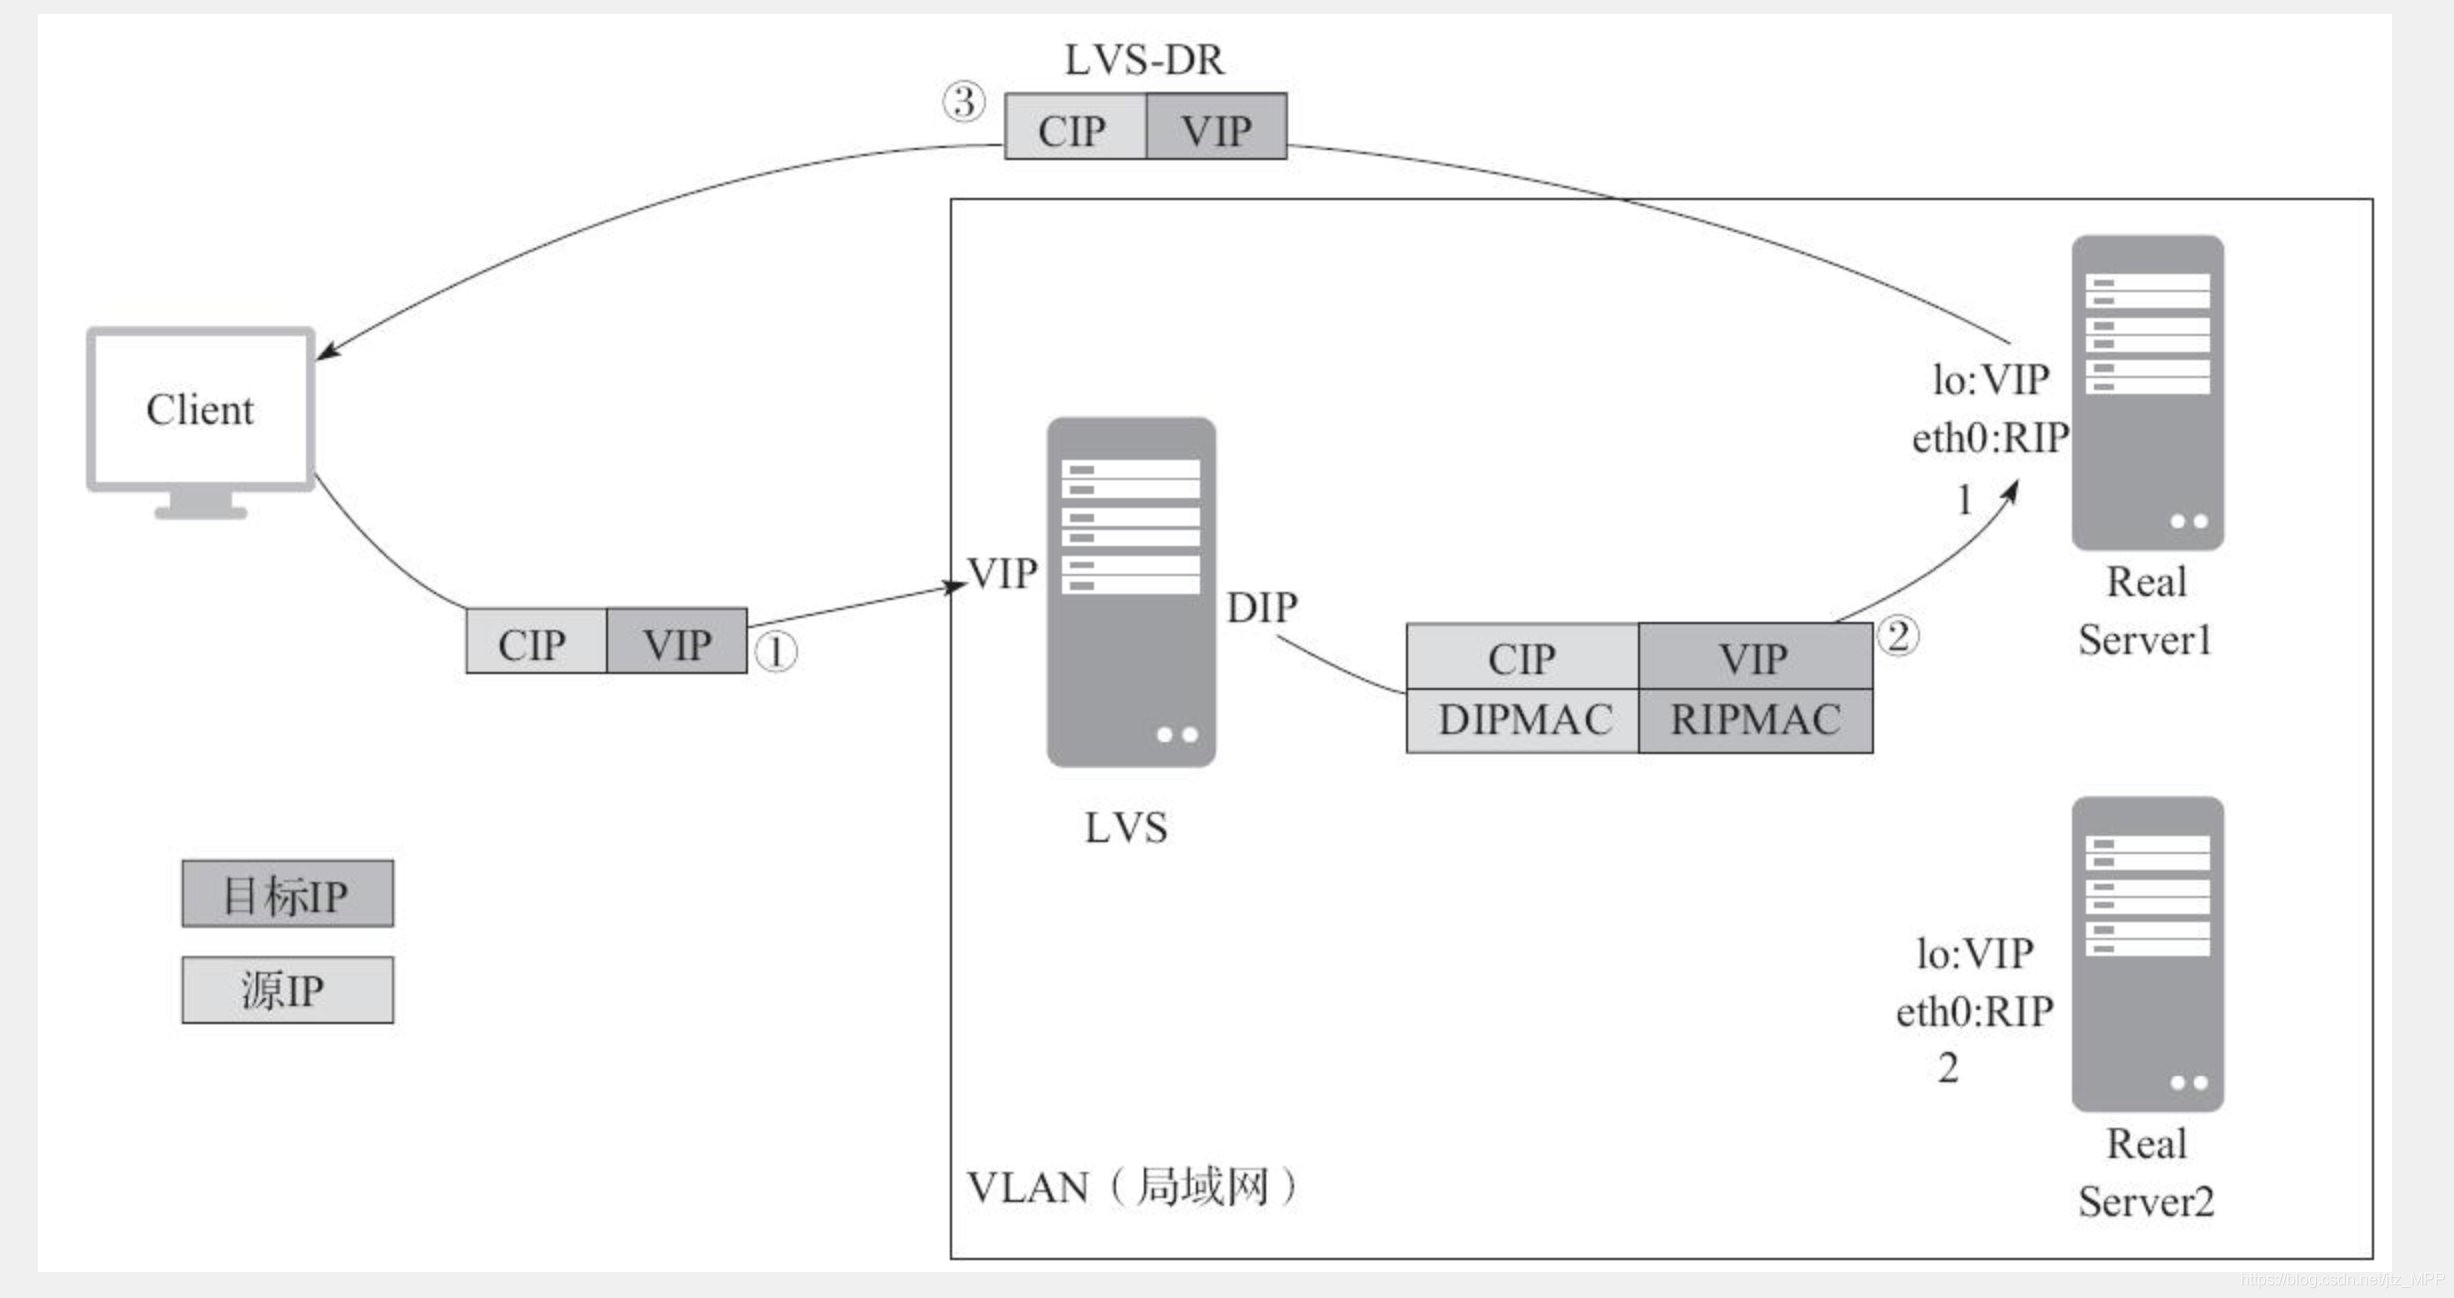 LVS-DR
③
CIP VIP
Client
lo:VIP
eth0:RIP
1
Real
Server1
VIP
DIP
CIP VIP
①
CIP VIP
②
DIPMAC RIPMAC
LVS
目标IP
源IP
lo:VIP
eth0:RIP
2
Real
Server2
VLAN（局域网）
https://blog.csdn.net/jtz_MPP